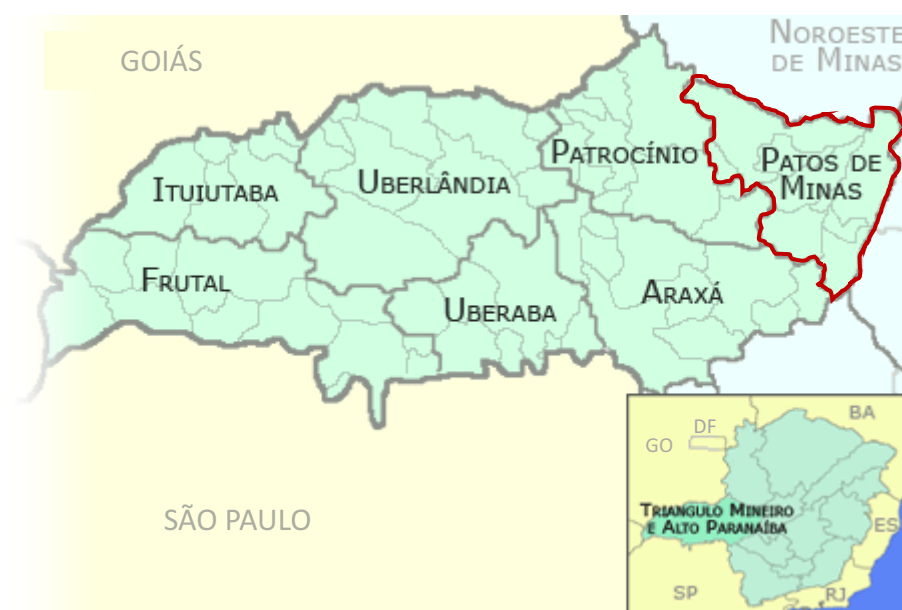 NOROESTE
DE MINAS
GOIÁS
PATROCÍNIO
PATOS DE
MINAS
UBERLÂNDIA
ITUIUTABA
FRUTAL
ARAXÁ
UBERABA
SÃO PAULO
BA
DF
GO
TRIANGULO MINEIRO
E ALTO PARANAÍBA
ES
SP
RJ